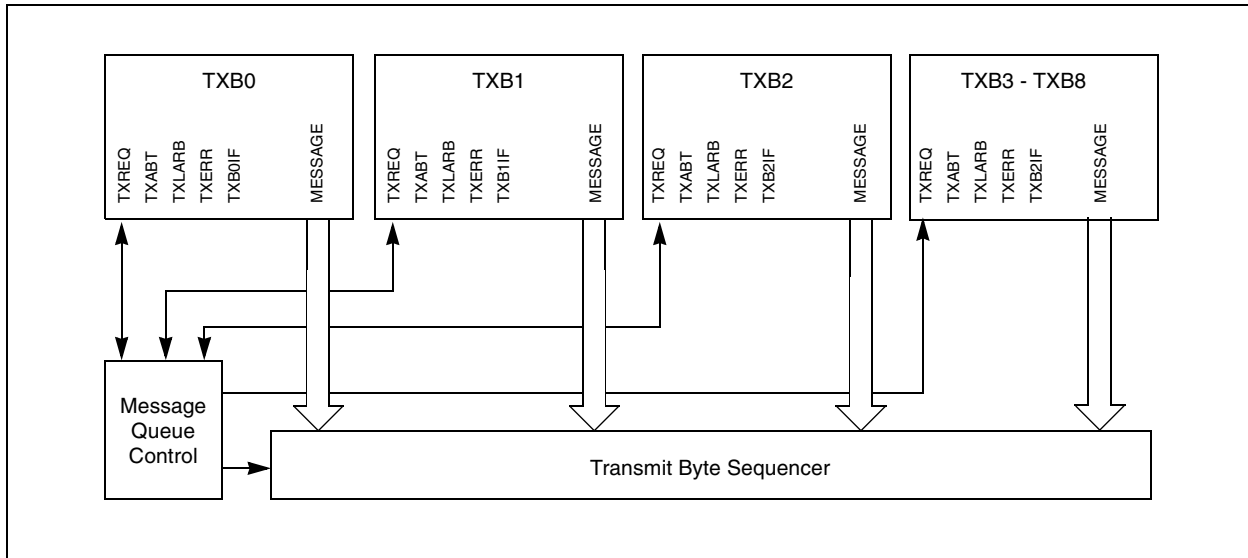 TXB0
TXREQ
TXABT
TXLARB
TXERR
TXB0IF
MESSAGE
TXB1
TXREQ
TXABT
TXLARB
TXERR
TXB1IF
MESSAGE
TXB2
TXREQ
TXABT
TXLARB
TXERR
TXB2IF
MESSAGE
TXB3 - TXB8
TXREQ
TXABT
TXLARB
TXERR
TXB2IF
MESSAGE
Message
Queue
Control
Transmit Byte Sequencer